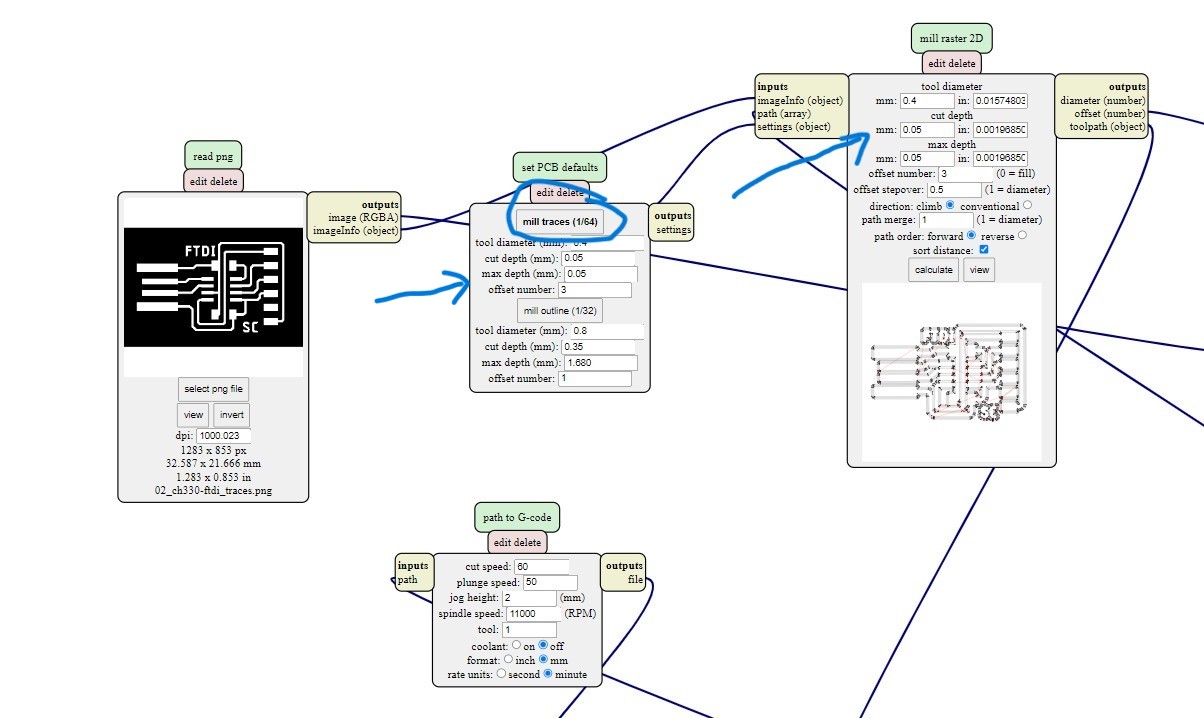 read png
edit delete
outputs
image (RGBA)
imageInfo (object)
FTDI
SC
select png file
view invert
dpi: 1000.023
1283 x 853 px
32.587 x 21.666 mm
1.283 x 0.853 in
02_ch330-ftdi_traces.png
set PCB defaults
edit delete
mill traces (1/64)
tool diameter (mm): 0.4
cut depth (mm): 0.05
max depth (mm): 0.05
offset number: 3
mill outline (1/32)
tool diameter (mm): 0.8
cut depth (mm): 0.35
max depth (mm): 1.680
offset number: 1
outputs
settings
mill raster 2D
edit delete
inputs
imageInfo (object)
path (array)
settings (object)
tool diameter
mm: 0.4 in: 0.01574803
cut depth
mm: 0.05 in: 0.0019685C
max depth
mm: 0.05 in: 0.0019685C
offset number: 3 (0 = fill)
offset stepover: 0.5 (1 = diameter)
direction: climb conventional
path merge: 1 (1 = diameter)
path order: forward reverse
sort distance:
calculate view
outputs
diameter (number)
offset (number)
toolpath (object)
path to G-code
edit delete
inputs
path
cut speed: 60
plunge speed: 50
jog height: 2 (mm)
spindle speed: 11000 (RPM)
tool: 1
coolant: on off
format: inch mm
rate units: second minute
outputs
file